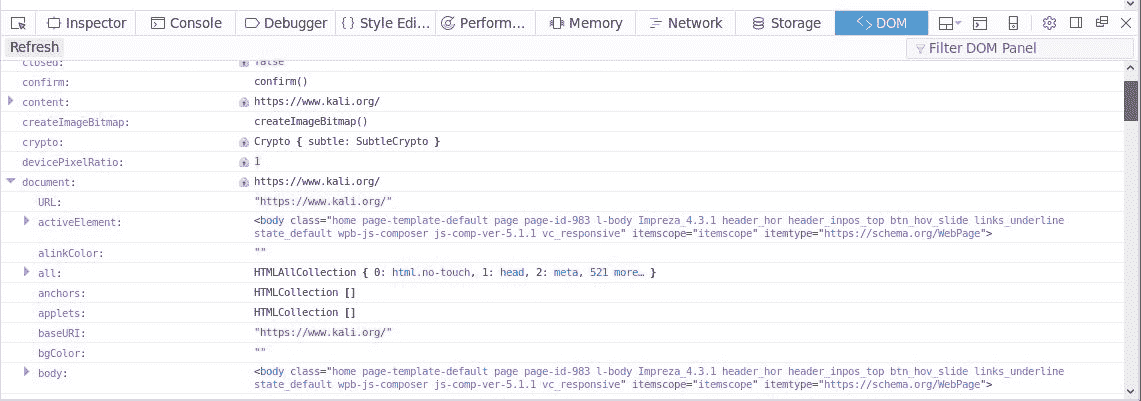 Inspector Console Debugger { } Style Edi... Perform... Memory Network Storage DOM
Refresh Filter DOM Panel
closed: false
confirm: confirm()
content: https://www.kali.org/
createImageBitmap: createImageBitmap()
crypto: Crypto { subtle: SubtleCrypto }
devicePixelRatio: 1
document: https://www.kali.org/
URL: "https://www.kali.org/"
activeElement: <body class="home page-template-default page page-id-983 l-body Impreza_4.3.1 header_hor header_inpos_top btn_hov_slide links_underline
state_default wpb-js-composer js-comp-ver-5.1.1 vc_responsive" itemscope="itemscope" itemtype="https://schema.org/WebPage">
alinkColor: ""
all: HTMLAllCollection { 0: html.no-touch, 1: head, 2: meta, 521 more… }
anchors: HTMLCollection []
applets: HTMLCollection []
baseURI: "https://www.kali.org/"
bgColor: ""
body: <body class="home page-template-default page page-id-983 l-body Impreza_4.3.1 header_hor header_inpos_top btn_hov_slide links_underline
state_default wpb-js-composer js-comp-ver-5.1.1 vc_responsive" itemscope="itemscope" itemtype="https://schema.org/WebPage">